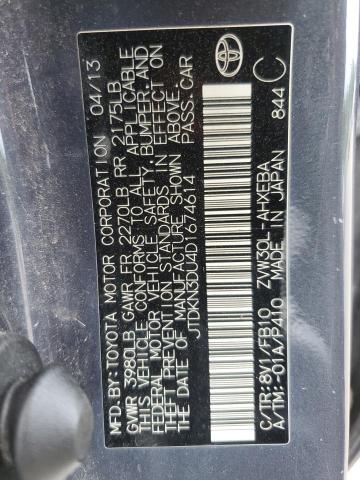 MFD.BY:TOYOTA MOTOR CORPORATION 04/13
GVWR 3980LB GAWR FR 2270LB RR 2175LB
THIS VEHICLE CONFORMS TO ALL APPLICABLE
FEDERAL MOTOR VEHICLE SAFETY, BUMPER, AND
THEFT PREVENTION STANDARDS IN EFFECT ON
THE DATE OF MANUFACTURE SHOWN ABOVE.
JTDKN3DU4D1674614 PASS.CAR
C/TR:8V1/FB10 ZVW30L-AHXEBA
A/TM:-01A/P410 MADE IN JAPAN 844 C